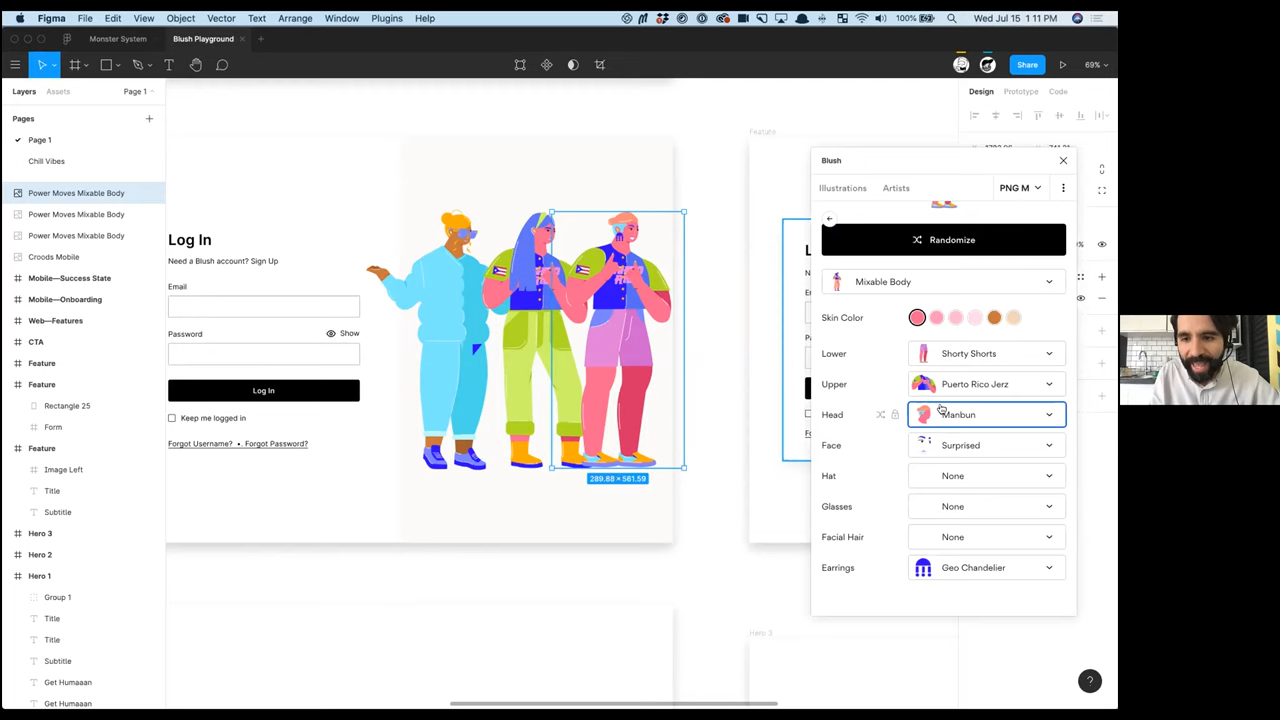 Figma File Edit View Object Vector Text Arrange Window Plugins Help 100% Wed Jul 15 1:11 PM
Monster System Blush Playground
Share 69%
Layers Assets Page 1
Design Prototype Code
Pages
Page 1
Chill Vibes
Power Moves Mixable Body
Power Moves Mixable Body
Power Moves Mixable Body
Croods Mobile
Mobile—Success State
Mobile—Onboarding
Web—Features
CTA
Feature
Feature
Rectangle 25
Form
Feature
Image Left
Title
Subtitle
Hero 3
Hero 2
Hero 1
Group 1
Title
Title
Subtitle
Get Humaaan
Get Humaaan
Log In
Need a Blush account? Sign Up
Email
Password Show
Log In
Keep me logged in
Forgot Username? •. Forgot Password?
289.68 × 561.59
Feature
Hero 3
Blush
Illustrations Artists PNG M
Randomize
Mixable Body
Skin Color
Lower Shorty Shorts
Upper Puerto Rico Jerz
Head Manbun
Face Surprised
Hat None
Glasses None
Facial Hair None
Earrings Geo Chandelier
?